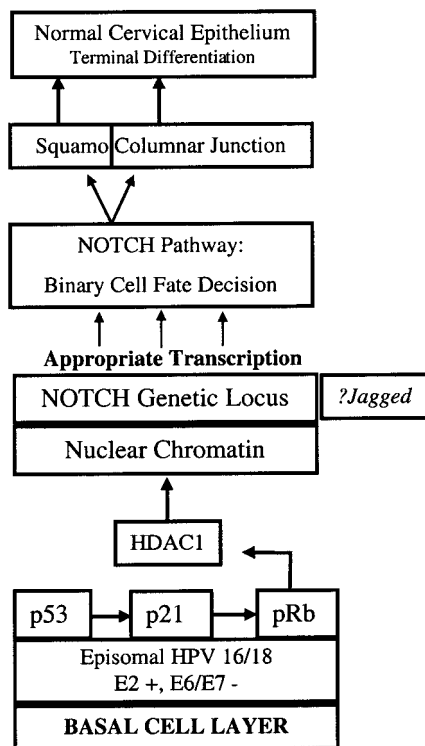 Normal Cervical Epithelium
Terminal Differentiation
Squamo Columnar Junction
NOTCH Pathway:
Binary Cell Fate Decision
Appropriate Transcription
NOTCH Genetic Locus
?Jagged
Nuclear Chromatin
HDAC1
p53 p21 pRb
Episomal HPV 16/18
E2 +, E6/E7 -
BASAL CELL LAYER